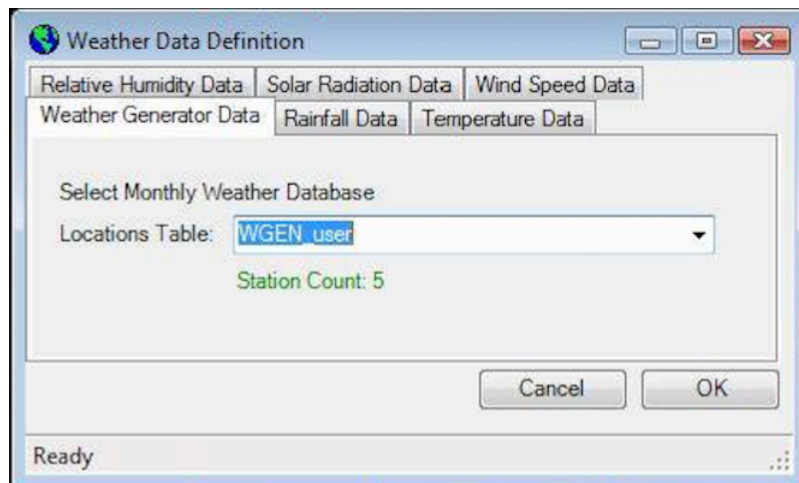 Weather Data Definition
Relative Humidity Data Solar Radiation Data Wind Speed Data
Weather Generator Data Rainfall Data Temperature Data
Select Monthly Weather Database
Locations Table: WGEN_user
Station Count: 5
Cancel OK
Ready